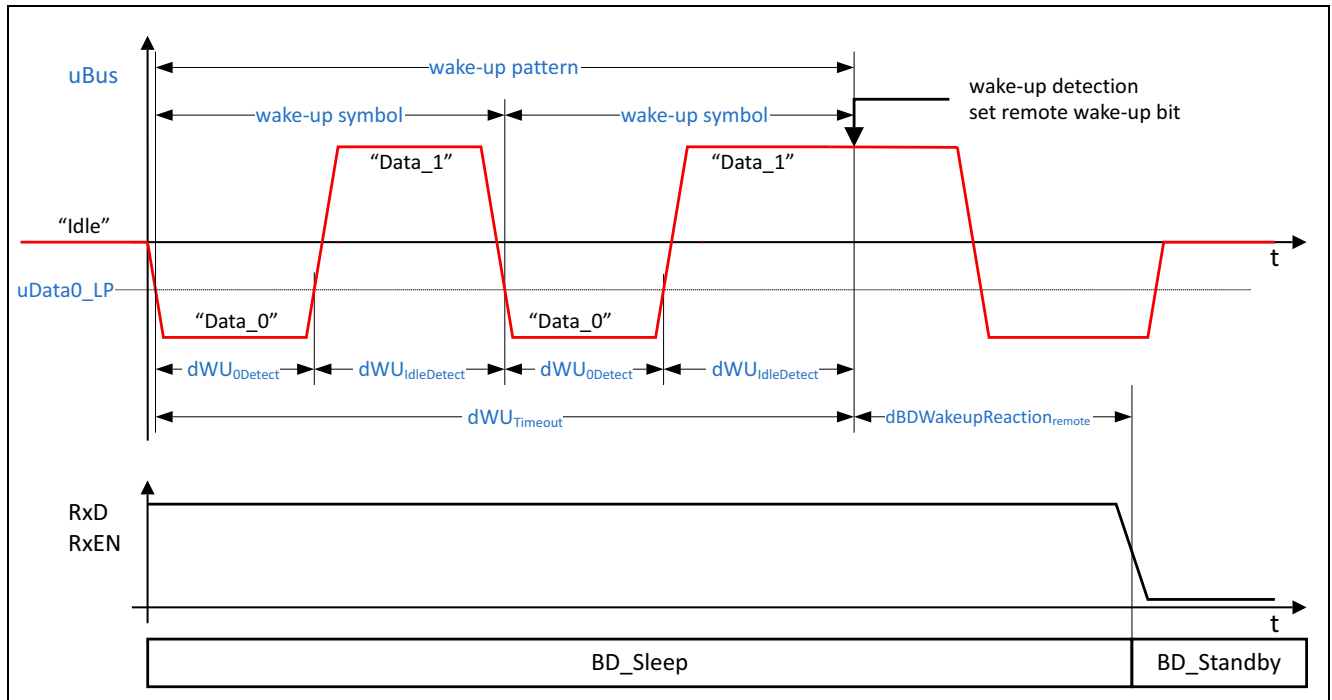 uBus
wake-up pattern
wake-up detection
set remote wake-up bit
wake-up symbol
wake-up symbol
“Data_1”
“Data_1”
“Idle”
t
uData0_LP
“Data_0”
“Data_0”
dWU0Detect
dWUIdleDetect
dWU0Detect
dWUIdleDetect
dWUTimeout
dBDWakeupReactionremote
RxD
RxEN
t
BD_Sleep
BD_Standby